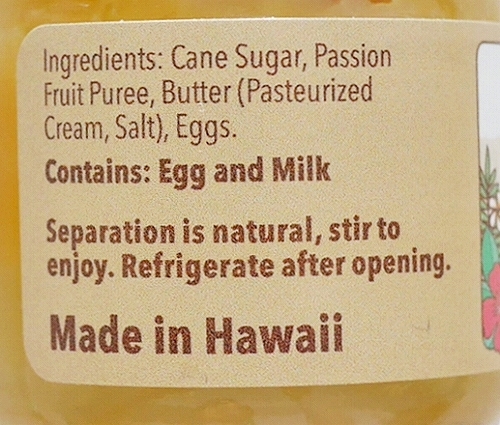 Ingredients: Cane Sugar, Passion
Fruit Puree, Butter (Pasteurized
Cream, Salt), Eggs.
Contains: Egg and Milk
Separation is natural, stir to
enjoy. Refrigerate after opening.
Made in Hawaii